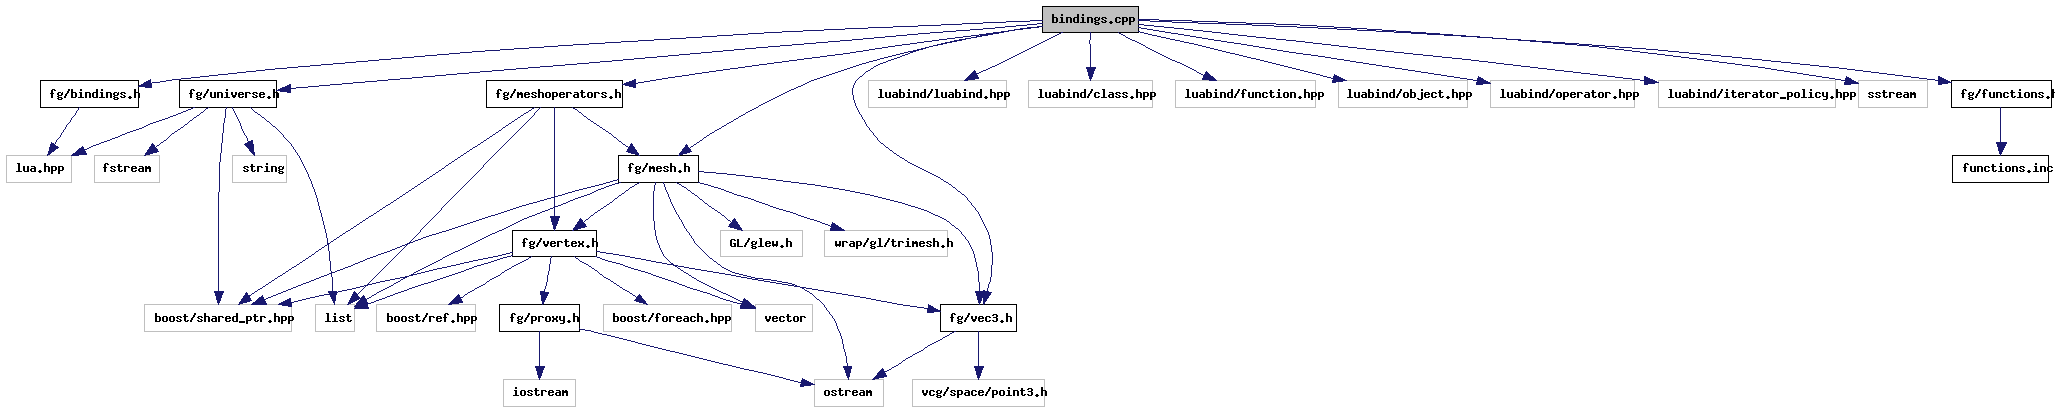 bindings.cpp
fg/bindings.h
fg/universe.h
fg/meshoperators.h
luabind/luabind.hpp
luabind/class.hpp
luabind/function.hpp
luabind/object.hpp
luabind/operator.hpp
luabind/iterator_policy.hpp
sstream
fg/functions.h
lua.hpp
fstream
string
fg/mesh.h
functions.inc
fg/vertex.h
GL/glew.h
wrap/gl/trimesh.h
boost/shared_ptr.hpp
list
boost/ref.hpp
fg/proxy.h
boost/foreach.hpp
vector
fg/vec3.h
iostream
ostream
vcg/space/point3.h